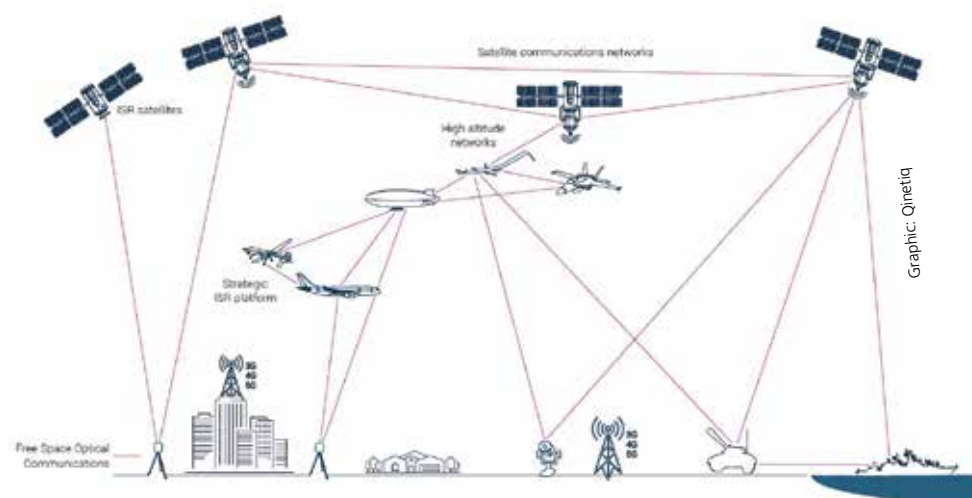 Satellite communications networks
ISR satellites
High altitude
networks
Graphic: Qinetiq
Strategic
ISR platform
3G
4G
5G
3G
4G
5G
Free Space Optical
Communications